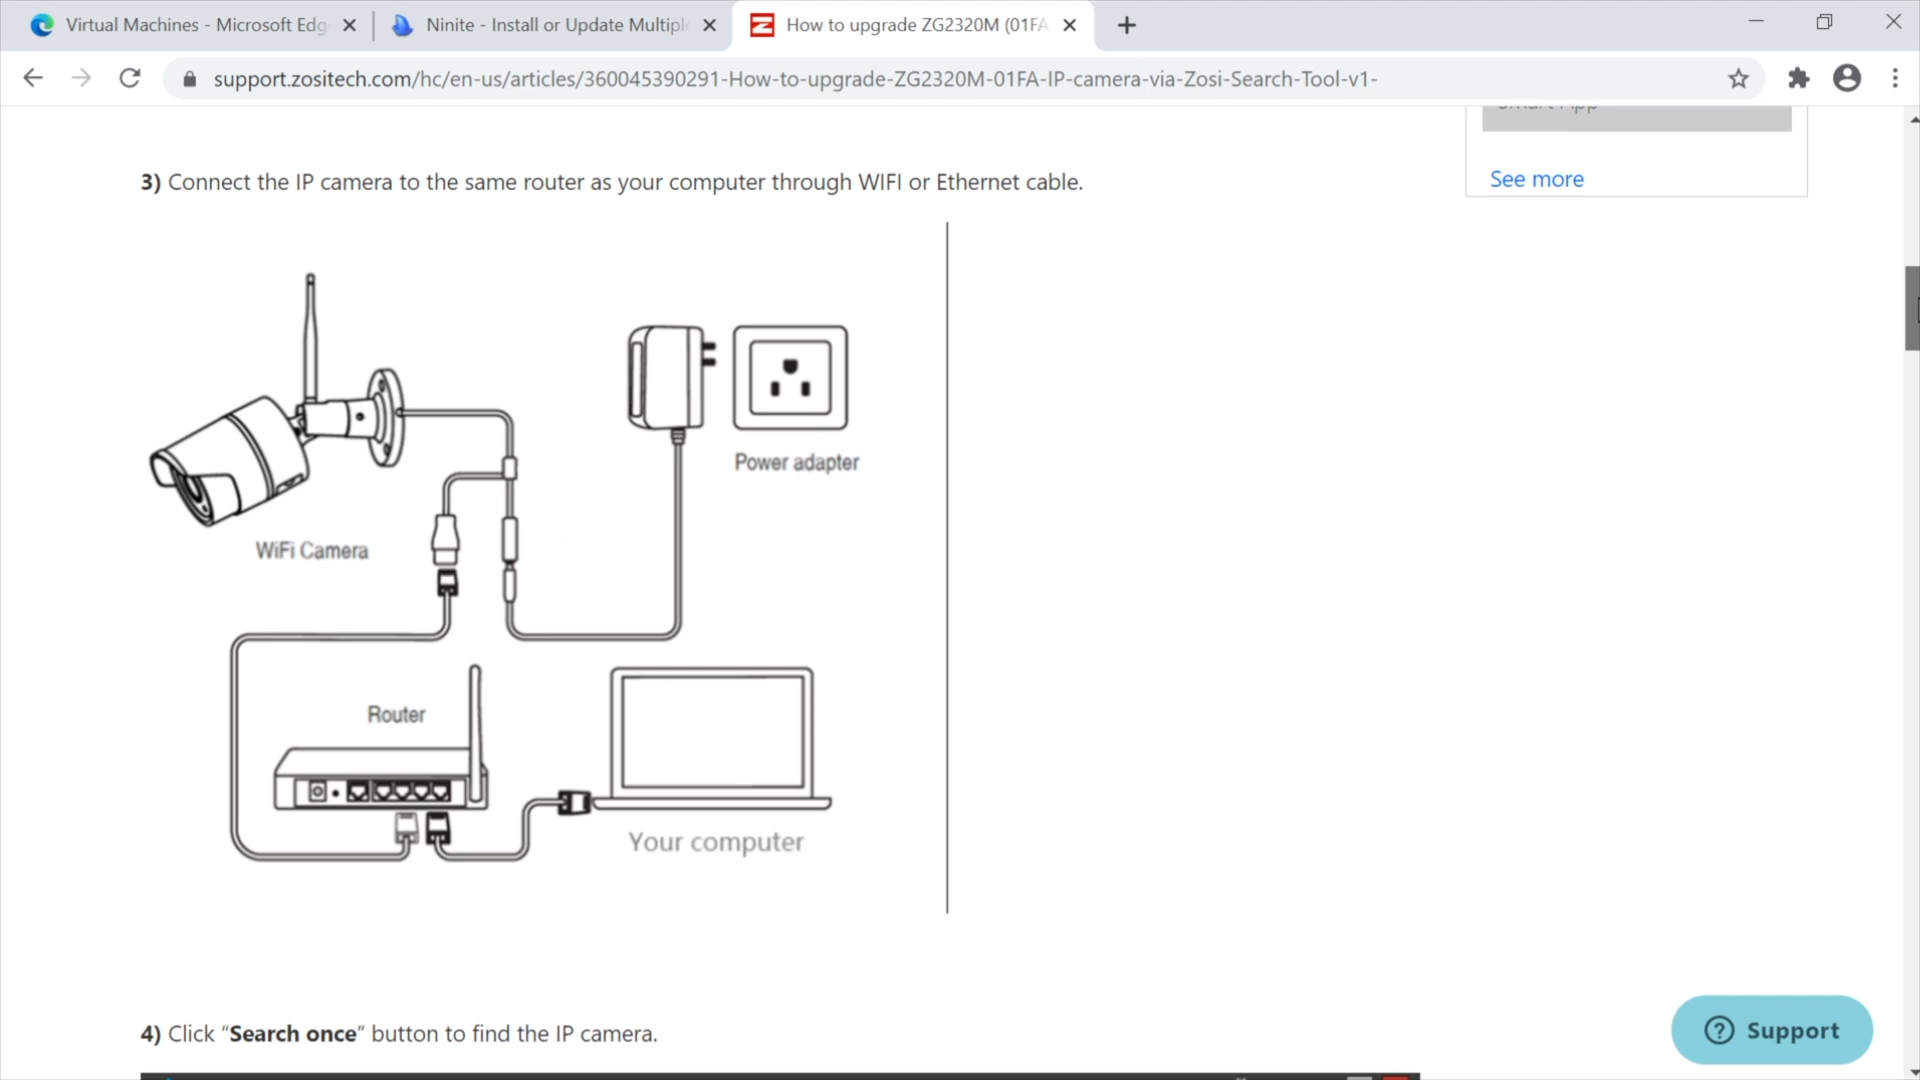 Virtual Machines - Microsoft Edg
Ninite - Install or Update Multipl
How to upgrade ZG2320M (01FA
support.zositech.com/hc/en-us/articles/360045390291-How-to-upgrade-ZG2320M-01FA-IP-camera-via-Zosi-Search-Tool-v1-
See more
3) Connect the IP camera to the same router as your computer through WIFI or Ethernet cable.
Power adapter
WiFi Camera
Router
Your computer
4) Click “Search once” button to find the IP camera.
Support